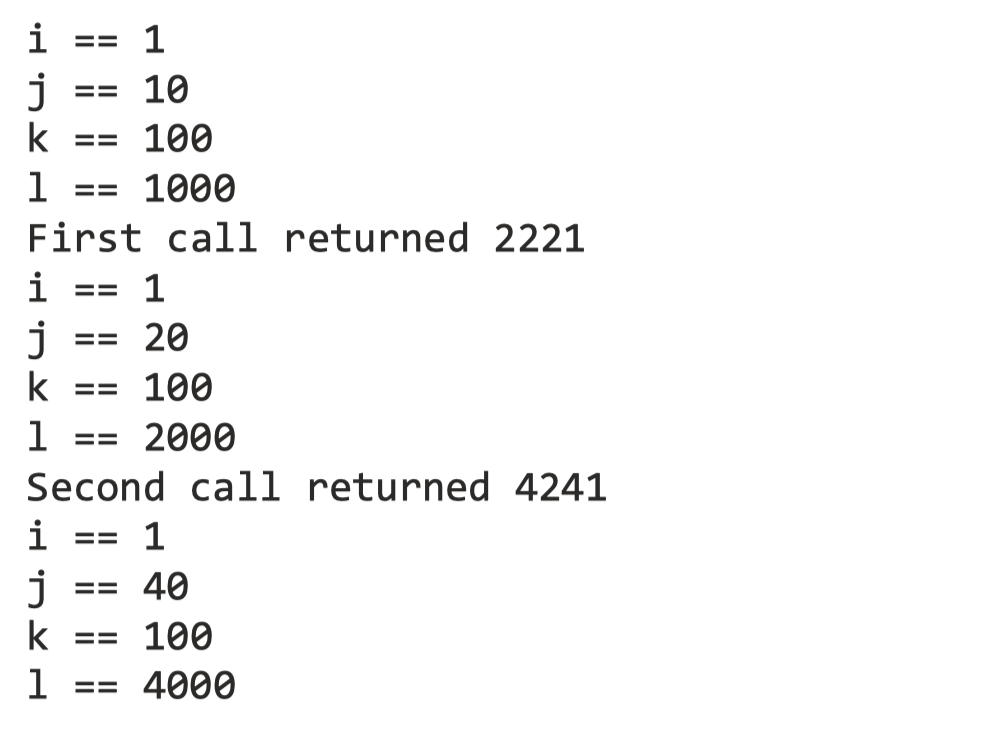 i == 1
j == 10
k == 100
l == 1000
First call returned 2221
i == 1
j == 20
k == 100
l == 2000
Second call returned 4241
i == 1
j == 40
k == 100
l == 4000